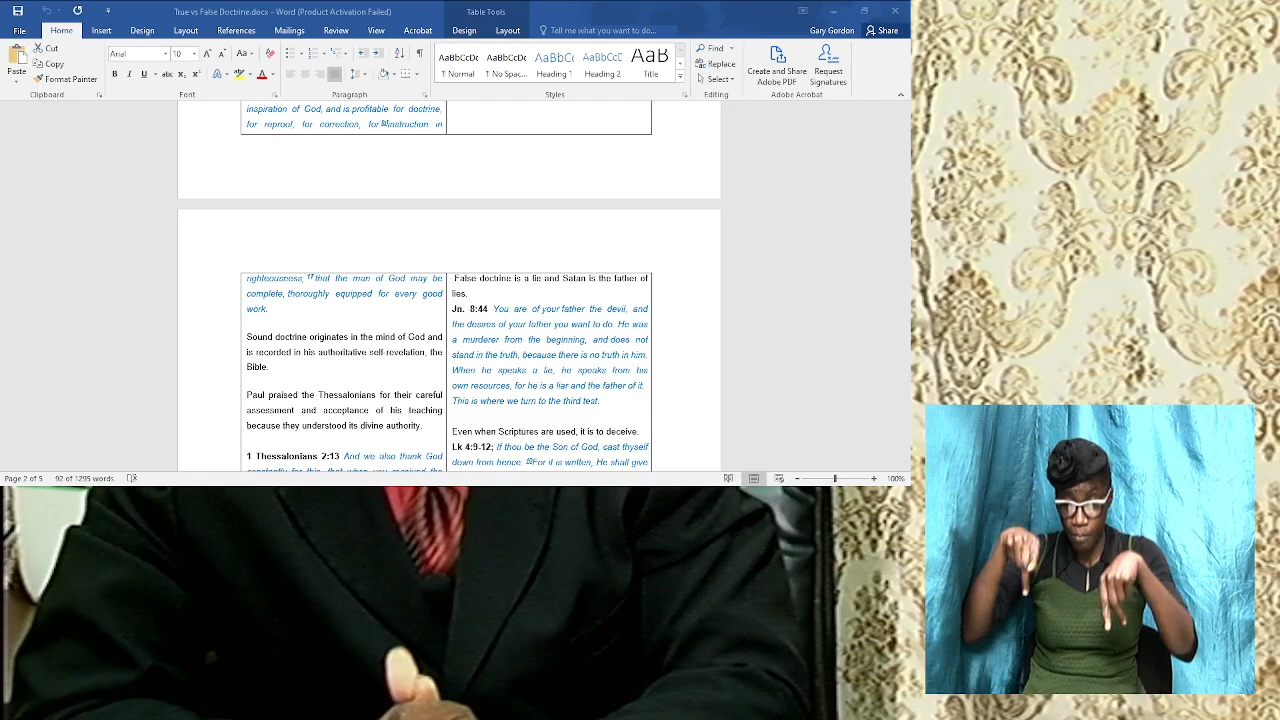 True vs False Doctrine.docx - Word (Product Activation Failed)
Table Tools
File
Home
Insert
Design
Layout
References
Mailings
Review
View
Acrobat
Design
Layout
Tell me what you want to do...
Gary Gordon
Share
Paste
Cut
Copy
Format Painter
Clipboard
Arial
10
Font
Paragraph
AaBbCcDc
¶ Normal
AaBbCcDc
¶ No Spac...
AaBbCc
Heading 1
AaBbCcC
Heading 2
AaB
Title
Styles
Find
Replace
Select
Editing
Create and Share
Adobe PDF
Request
Signatures
Adobe Acrobat
inspiration of God, and is profitable for doctrine,
for reproof, for correction, for instruction in
righteousness, 17 that the man of God may be
complete, thoroughly equipped for every good
work.
Sound doctrine originates in the mind of God and
is recorded in his authoritative self-revelation, the
Bible.
Paul praised the Thessalonians for their careful
assessment and acceptance of his teaching
because they understood its divine authority.
1 Thessalonians 2:13 And we also thank God
constantly for this, that when you received the
False doctrine is a lie and Satan is the father of
lies.
Jn. 8:44 You are of your father the devil, and
the desires of your father you want to do. He was
a murderer from the beginning, and does not
stand in the truth, because there is no truth in him.
When he speaks a lie, he speaks from his
own resources, for he is a liar and the father of it.
This is where we turn to the third test.
Even when Scriptures are used, it is to deceive.
Lk 4:9-12; If thou be the Son of God, cast thyself
down from hence: 10For it is written, He shall give
Page 2 of 5
92 of 1295 words
100%